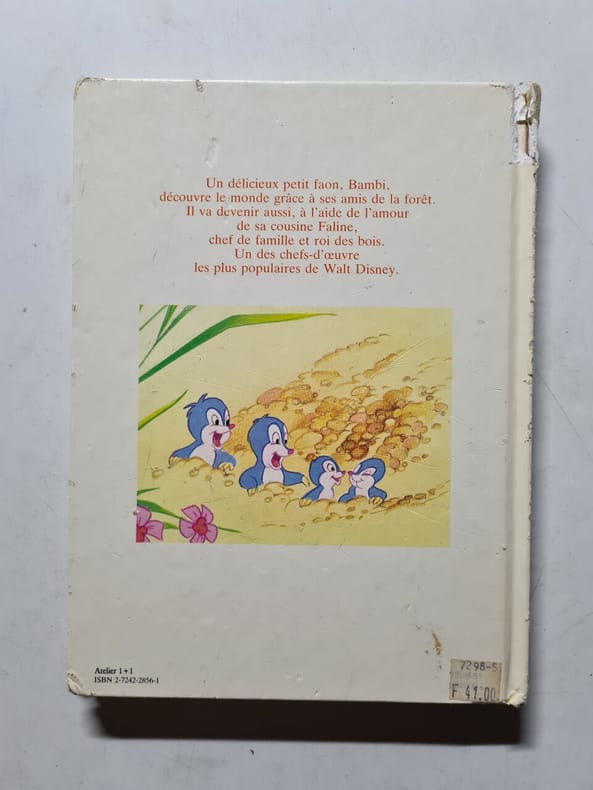 Un délicieux petit faon, Bambi,
découvre le monde grâce à ses amis de la forêt.
Il va devenir aussi, à l'aide de l'amour
de sa cousine Faline,
chef de famille et roi des bois.
Un des chefs-d'œuvre
les plus populaires de Walt Disney.
Atelier 1 + 1
ISBN 2-7242-2856-1
7298-5
F 41.00